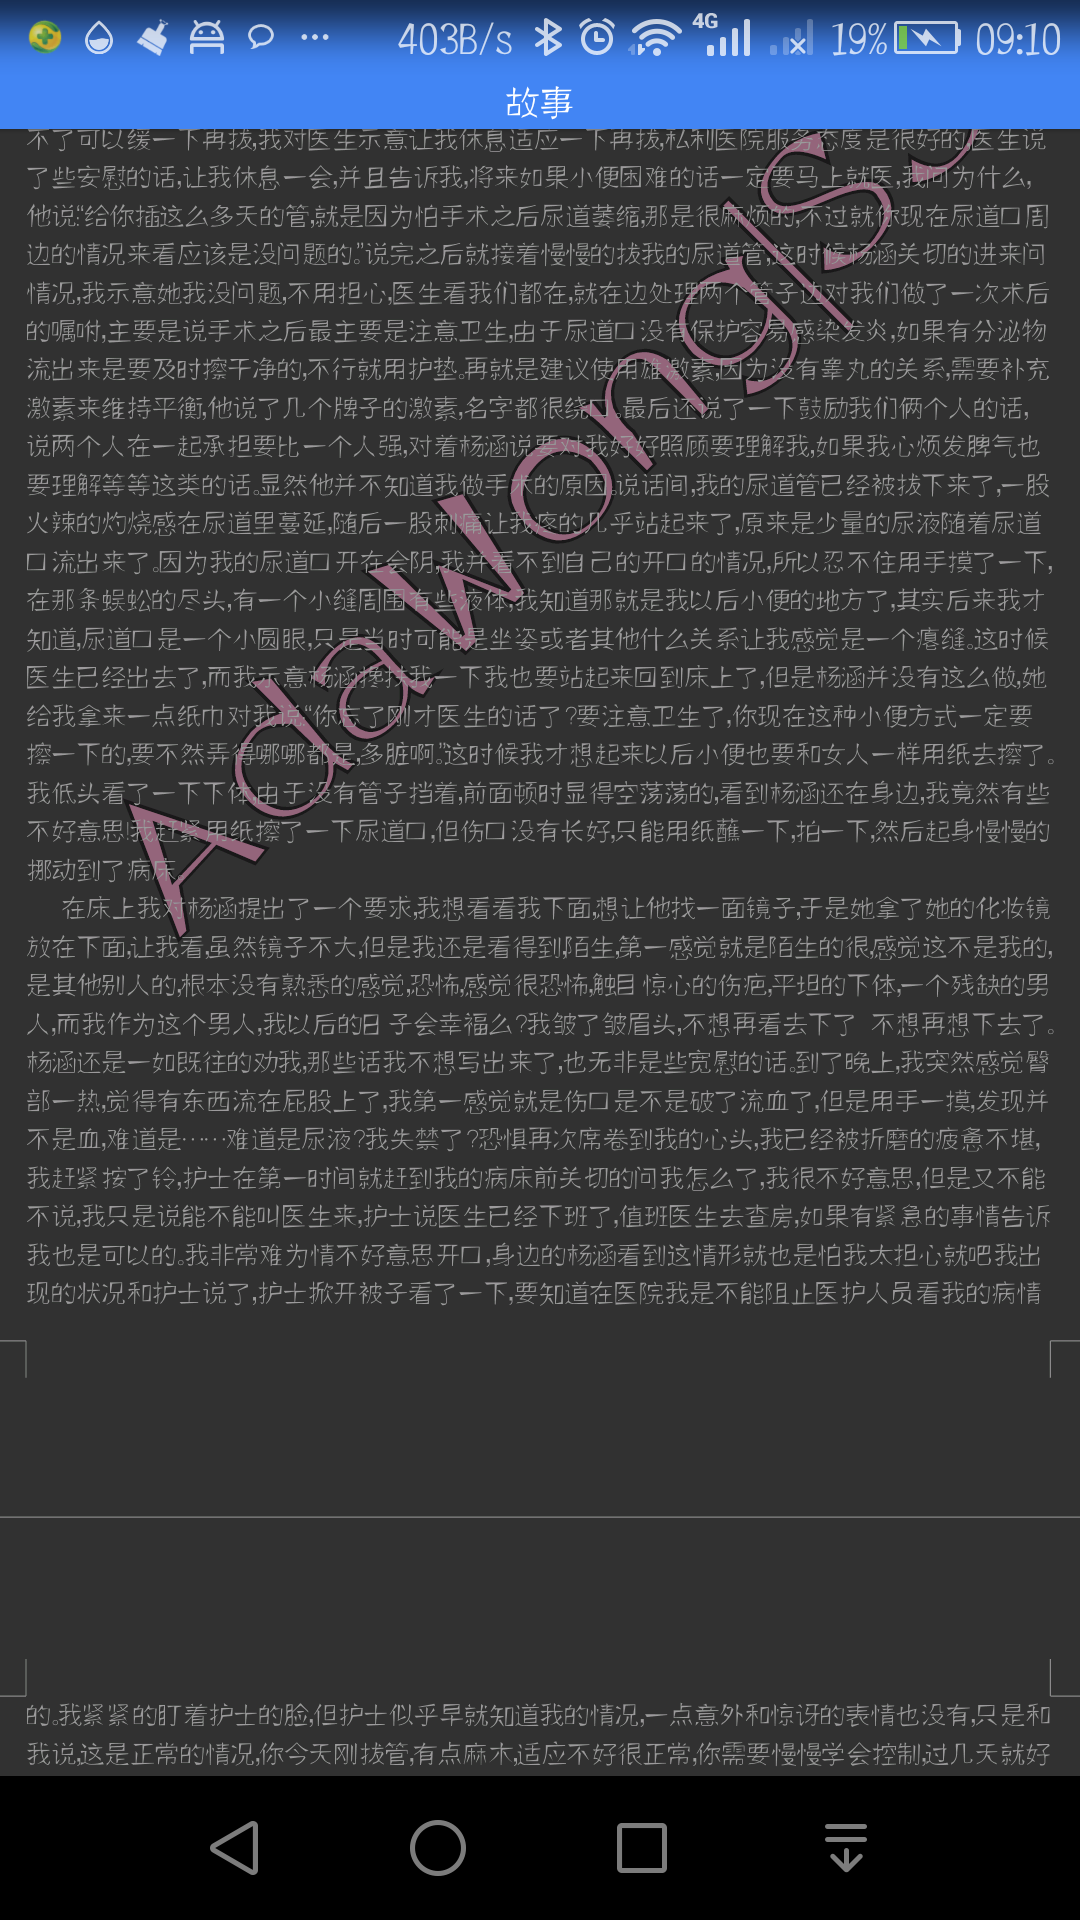 403B/s 4G 19% 09:10
故事
不了可以缓一下再拔,我对医生示意让我休息适应一下再拔,私利医院服务态度是很好的,医生说
了些安慰的话,让我休息一会,并且告诉我,将来如果小便困难的话一定要马上就医,我问为什么,
他说:“给你插这么多天的管,就是因为怕手术之后尿道萎缩,那是很麻烦的,不过就你现在尿道口周
边的情况来看应该是没问题的。”说完之后就接着慢慢的拔我的尿道管,这时候杨涵关切的进来问
情况,我示意她我没问题,不用担心,医生看我们都在,就在边处理两个管子边对我们做了一次术后
的嘱咐,主要是说手术之后最主要是注意卫生,由于尿道口没有保护容易感染发炎,如果有分泌物
流出来是要及时擦干净的,不行就用护垫。再就是建议使用雄激素,因为没有睾丸的关系,需要补充
激素来维持平衡,他说了几个牌子的激素,名字都很绕口。最后还说了一下鼓励我们俩个人的话,
说两个人在一起承担要比一个人强,对着杨涵说要对我好好照顾要理解我,如果我心烦发脾气也
要理解等等这类的话。显然他并不知道我做手术的原因。说话间,我的尿道管已经被拔下来了,一股
火辣的灼烧感在尿道里蔓延,随后一股刺痛让我疼的几乎站起来了,原来是少量的尿液随着尿道
口流出来了。因为我的尿道口开在会阴,我并看不到自己的开口的情况,所以忍不住用手摸了一下,
在那条蜈蚣的尽头,有一个小缝周围有些液体,我知道那就是我以后小便的地方了,其实后来我才
知道,尿道口是一个小圆眼,只是当时可能是坐姿或者其他什么关系让我感觉是一个瘪缝。这时候
医生已经出去了,而我示意杨涵搀扶我一下我也要站起来回到床上了,但是杨涵并没有这么做,她
给我拿来一点纸巾对我说:“你忘了刚才医生的话了?要注意卫生了,你现在这种小便方式一定要
擦一下的,要不然弄得哪哪都是,多脏啊。”这时候我才想起来以后小便也要和女人一样用纸去擦了。
我低头看了一下下体,由于没有管子挡着,前面顿时显得空荡荡的,看到杨涵还在身边,我竟然有些
不好意思!我赶紧用纸擦了一下尿道口,但伤口没有长好,只能用纸蘸一下,拍一下,然后起身慢慢的
挪动到了病床。
在床上我对杨涵提出了一个要求,我想看看我下面,想让他找一面镜子,于是她拿了她的化妆镜
放在下面,让我看,虽然镜子不大,但是我还是看得到,陌生,第一感觉就是陌生的很,感觉这不是我的,
是其他别人的,根本没有熟悉的感觉,恐怖,感觉很恐怖,触目惊心的伤疤,平坦的下体,一个残缺的男
人,而我作为这个男人,我以后的日子会幸福么?我皱了皱眉头,不想再看去下了 不想再想下去了。
杨涵还是一如既往的劝我,那些话我不想写出来了,也无非是些宽慰的话。到了晚上,我突然感觉臀
部一热,觉得有东西流在屁股上了,我第一感觉就是伤口是不是破了流血了,但是用手一摸,发现并
不是血,难道是……难道是尿液?我失禁了?恐惧再次席卷到我的心头,我已经被折磨的疲惫不堪,
我赶紧按了铃,护士在第一时间就赶到我的病床前关切的问我怎么了,我很不好意思,但是又不能
不说,我只是说能不能叫医生来,护士说医生已经下班了,值班医生去查房,如果有紧急的事情告诉
我也是可以的。我非常难为情不好意思开口,身边的杨涵看到这情形就也是怕我太担心就吧我出
现的状况和护士说了,护士掀开被子看了一下,要知道在医院我是不能阻止医护人员看我的病情
的。我紧紧的盯着护士的脸,但护士似乎早就知道我的情况,一点意外和惊讶的表情也没有,只是和
我说,这是正常的情况,你今天刚拔管,有点麻木,适应不好很正常,你需要慢慢学会控制,过几天就好
Adawongjs